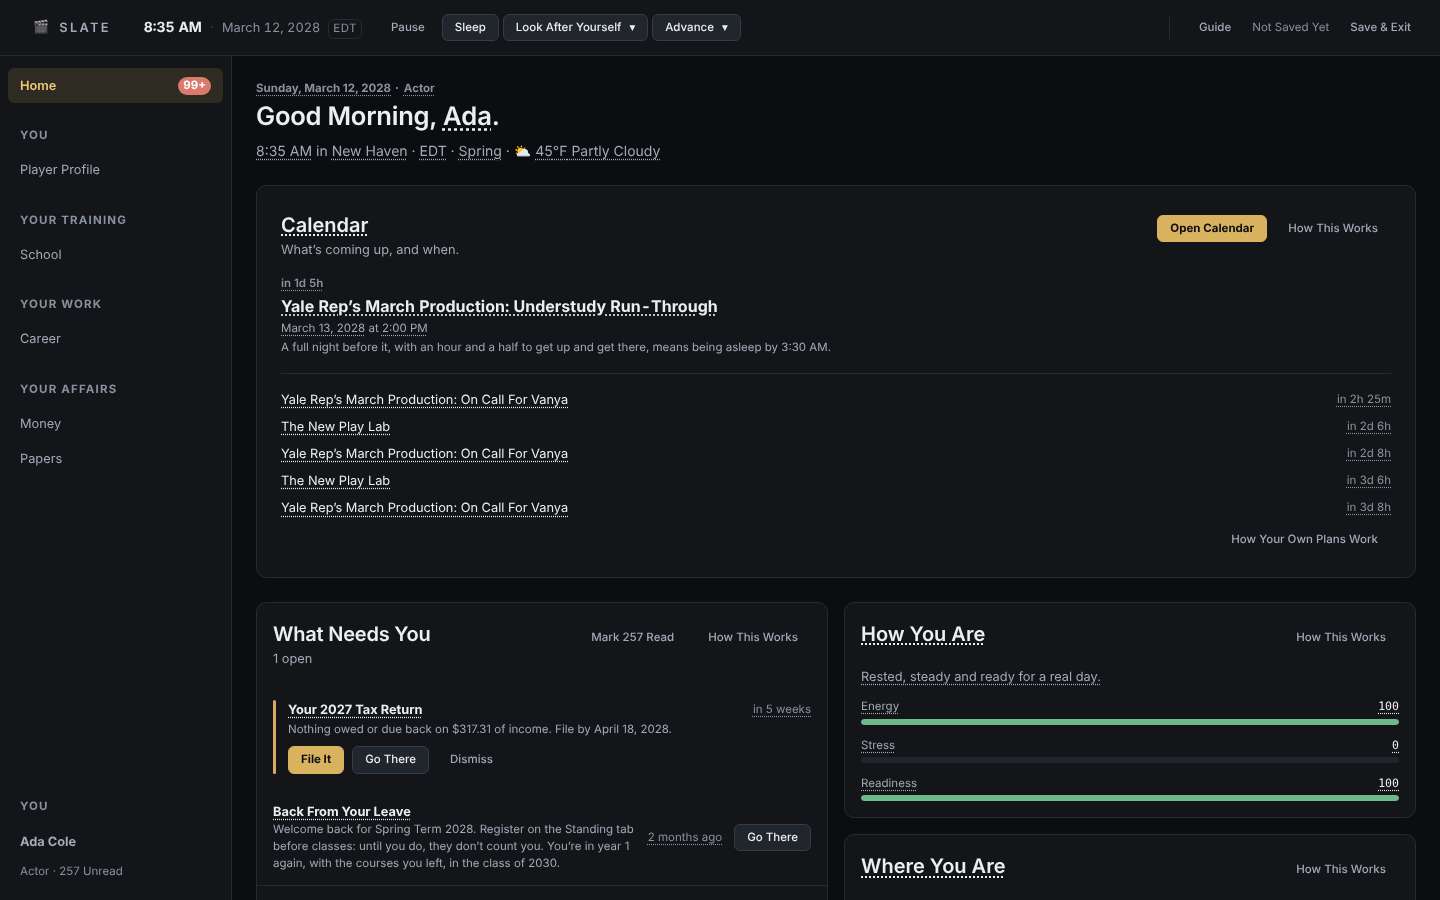 SLATE
8:35 AM · March 12, 2028 EDT
Pause
Sleep
Look After Yourself ▾
Advance ▾
Guide
Not Saved Yet
Save & Exit
Home
99+
YOU
Player Profile
YOUR TRAINING
School
YOUR WORK
Career
YOUR AFFAIRS
Money
Papers
YOU
Ada Cole
Actor · 257 Unread
Sunday, March 12, 2028 · Actor
Good Morning, Ada.
8:35 AM in New Haven · EDT · Spring · 45°F Partly Cloudy
Calendar
What's coming up, and when.
Open Calendar
How This Works
in 1d 5h
Yale Rep's March Production: Understudy Run-Through
March 13, 2028 at 2:00 PM
A full night before it, with an hour and a half to get up and get there, means being asleep by 3:30 AM.
Yale Rep's March Production: On Call For Vanya in 2h 25m
The New Play Lab in 2d 6h
Yale Rep's March Production: On Call For Vanya in 2d 8h
The New Play Lab in 3d 6h
Yale Rep's March Production: On Call For Vanya in 3d 8h
How Your Own Plans Work
What Needs You
Mark 257 Read
How This Works
1 open
Your 2027 Tax Return
in 5 weeks
Nothing owed or due back on $317.31 of income. File by April 18, 2028.
File It
Go There
Dismiss
Back From Your Leave
Welcome back for Spring Term 2028. Register on the Standing tab
before classes: until you do, they don't count you. You're in year 1
again, with the courses you left, in the class of 2030.
2 months ago
Go There
How You Are
How This Works
Rested, steady and ready for a real day.
Energy 100
Stress 0
Readiness 100
Where You Are
How This Works